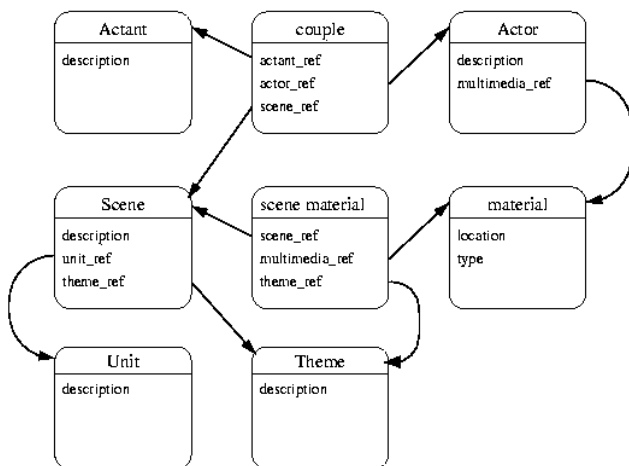 Actant
description
couple
actant_ref
actor_ref
scene_ref
Actor
description
multimedia_ref
Scene
description
unit_ref
theme_ref
scene material
scene_ref
multimedia_ref
theme_ref
material
location
type
Unit
description
Theme
description